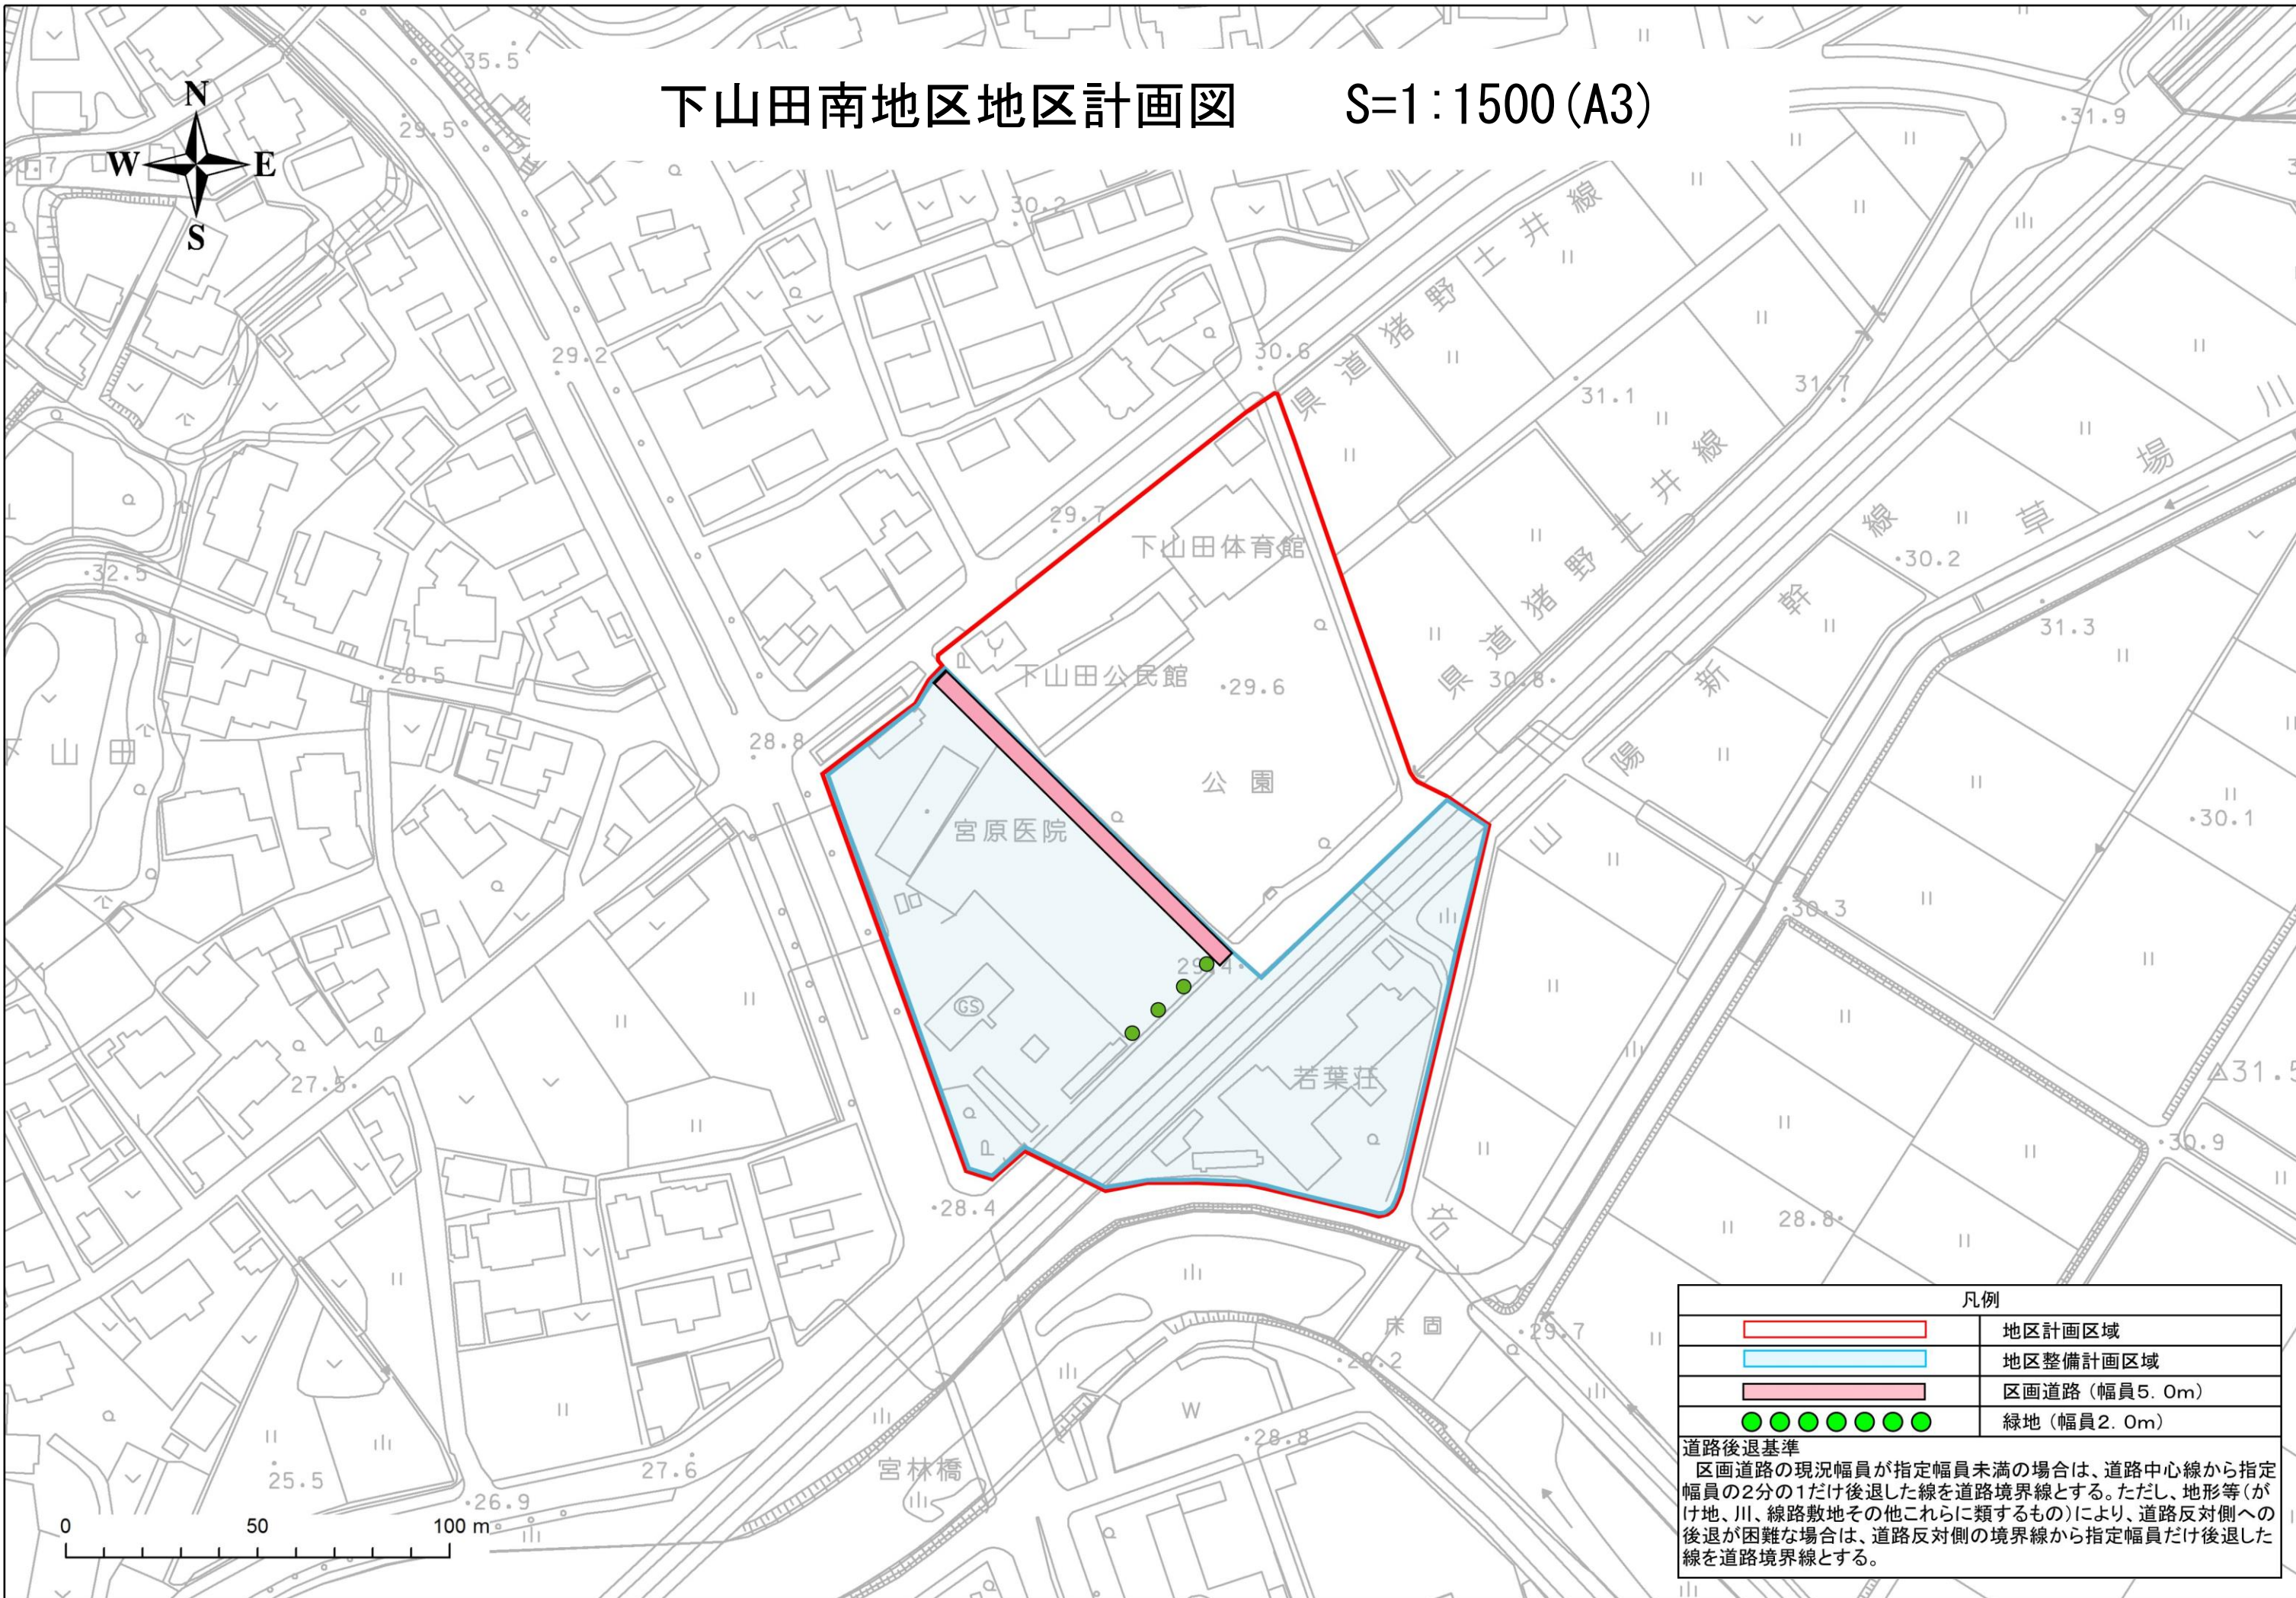 下山田南地区地区計画図 S=1:1500(A3)
N
W E
S
35.5
29.5
30.7
31.9
30.2
29.2
30.6
県道猪野土井線
31.1
31.7
29.7
下山田体育館
県道猪野土井線
草場川
山陽新幹線
30.2
32.5
31.3
下山田公民館
29.6
30.8
28.5
28.8
下山田
公園
宮原医院
30.1
30.3
29.4
GS
若葉荘
27.5
31.5
30.9
28.4
28.8
床固
29.7
29.2
W
28.8
宮林橋
27.6
25.5
26.9
0 50 100 m
凡例
地区計画区域
地区整備計画区域
区画道路（幅員5．0m）
緑地（幅員2．0m）
道路後退基準
区画道路の現況幅員が指定幅員未満の場合は、道路中心線から指定
幅員の2分の1だけ後退した線を道路境界線とする。ただし、地形等（が
け地、川、線路敷地その他これらに類するもの）により、道路反対側への
後退が困難な場合は、道路反対側の境界線から指定幅員だけ後退した
線を道路境界線とする。